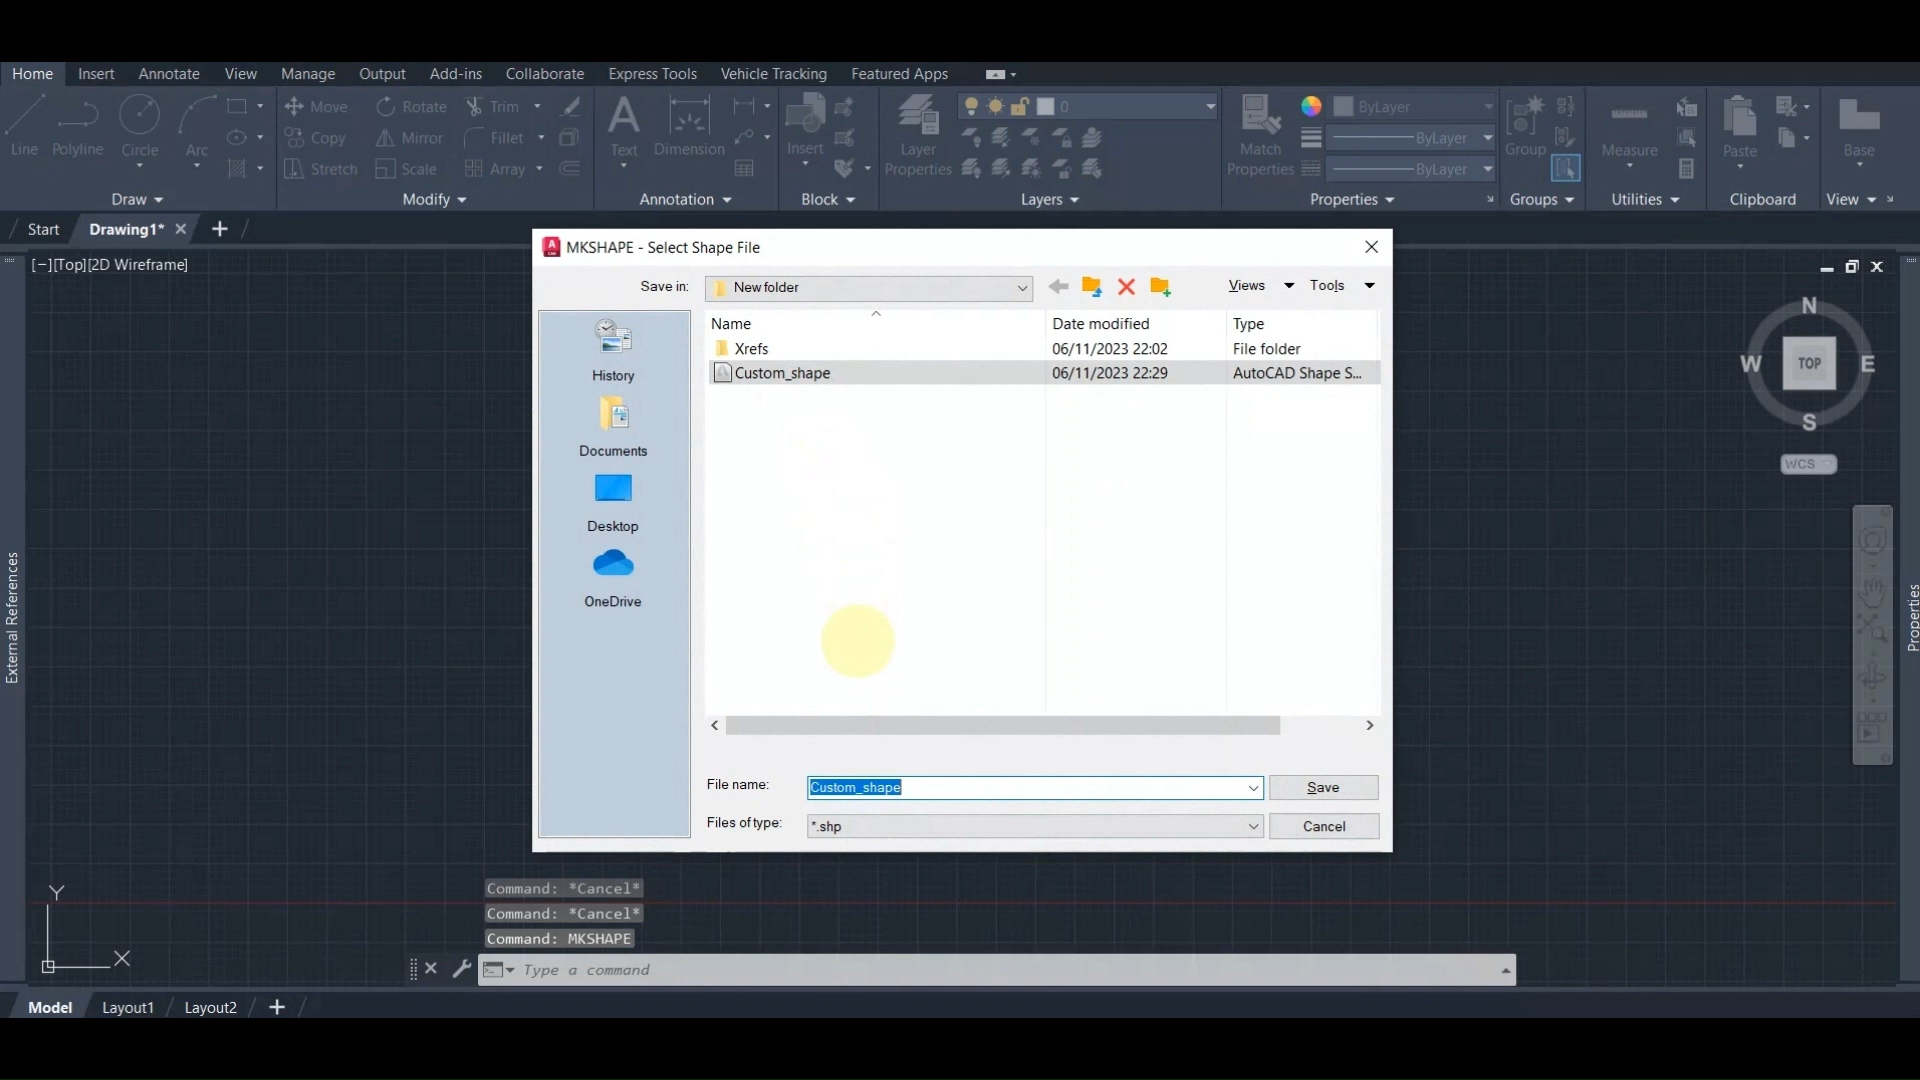 Home Insert Annotate View Manage Output Add-ins Collaborate Express Tools Vehicle Tracking Featured Apps
Move Rotate Trim 0 ByLayer
Copy Mirror Fillet ByLayer
Line Polyline Circle Arc Text Dimension Insert Layer Properties Match Properties Group Measure Paste Base
Stretch Scale Array ByLayer
Draw Modify Annotation Block Layers Properties Groups Utilities Clipboard View
Start Drawing1*
[−][Top][2D Wireframe]
A CAD MKSHAPE - Select Shape File
Save in: New folder Views Tools
Name Date modified Type
Xrefs 06/11/2023 22:02 File folder
Custom_shape 06/11/2023 22:29 AutoCAD Shape S...
History
Documents
Desktop
OneDrive
File name: Custom_shape Save
Files of type: *.shp Cancel
N
W TOP E
S
WCS
External References
Properties
Y
X
Command: *Cancel*
Command: *Cancel*
Command: MKSHAPE
Type a command
Model Layout1 Layout2